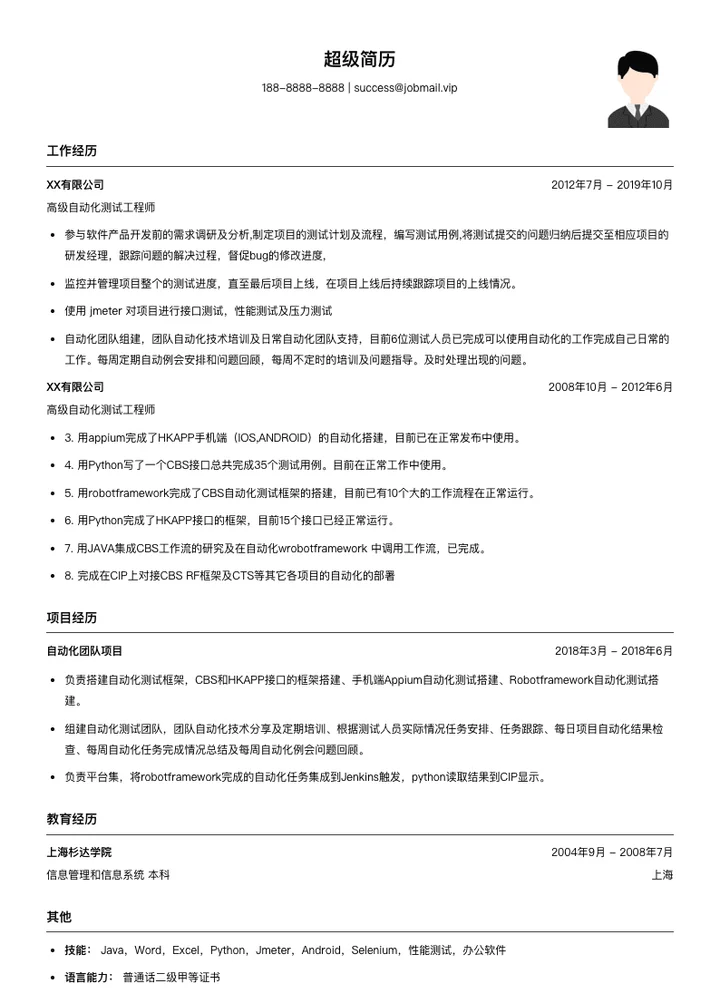 超级简历
188-8888-8888 | success@jobmail.vip
工作经历
XX有限公司 2012年7月 – 2019年10月
高级自动化测试工程师
• 参与软件产品开发前的需求调研及分析,制定项目的测试计划及流程，编写测试用例,将测试提交的问题归纳后提交至相应项目的
研发经理，跟踪问题的解决过程，督促bug的修改进度,
• 监控并管理项目整个的测试进度，直至最后项目上线，在项目上线后持续跟踪项目的上线情况。
• 使用 jmeter 对项目进行接口测试，性能测试及压力测试
• 自动化团队组建，团队自动化技术培训及日常自动化团队支持，目前6位测试人员已完成可以使用自动化的工作完成自己日常的
工作。每周定期自动例会安排和问题回顾，每周不定时的培训及问题指导。及时处理出现的问题。
XX有限公司 2008年10月 – 2012年6月
高级自动化测试工程师
• 3. 用appium完成了HKAPP手机端（IOS,ANDROID）的自动化搭建，目前已在正常发布中使用。
• 4. 用Python写了一个CBS接口总共完成35个测试用例。目前在正常工作中使用。
• 5. 用robotframework完成了CBS自动化测试框架的搭建，目前已有10个大的工作流程在正常运行。
• 6. 用Python完成了HKAPP接口的框架，目前15个接口已经正常运行。
• 7. 用JAVA集成CBS工作流的研究及在自动化wrobotframework 中调用工作流，已完成。
• 8. 完成在CIP上对接CBS RF框架及CTS等其它各项目的自动化的部署
项目经历
自动化团队项目 2018年3月 – 2018年6月
• 负责搭建自动化测试框架，CBS和HKAPP接口的框架搭建、手机端Appium自动化测试搭建、Robotframework自动化测试搭
建。
• 组建自动化测试团队，团队自动化技术分享及定期培训、根据测试人员实际情况任务安排、任务跟踪、每日项目自动化结果检
查、每周自动化任务完成情况总结及每周自动化例会问题回顾。
• 负责平台集，将robotframework完成的自动化任务集成到Jenkins触发，python读取结果到CIP显示。
教育经历
上海杉达学院 2004年9月 – 2008年7月
信息管理和信息系统 本科 上海
其他
• 技能： Java，Word，Excel，Python，Jmeter，Android，Selenium，性能测试，办公软件
• 语言能力： 普通话二级甲等证书